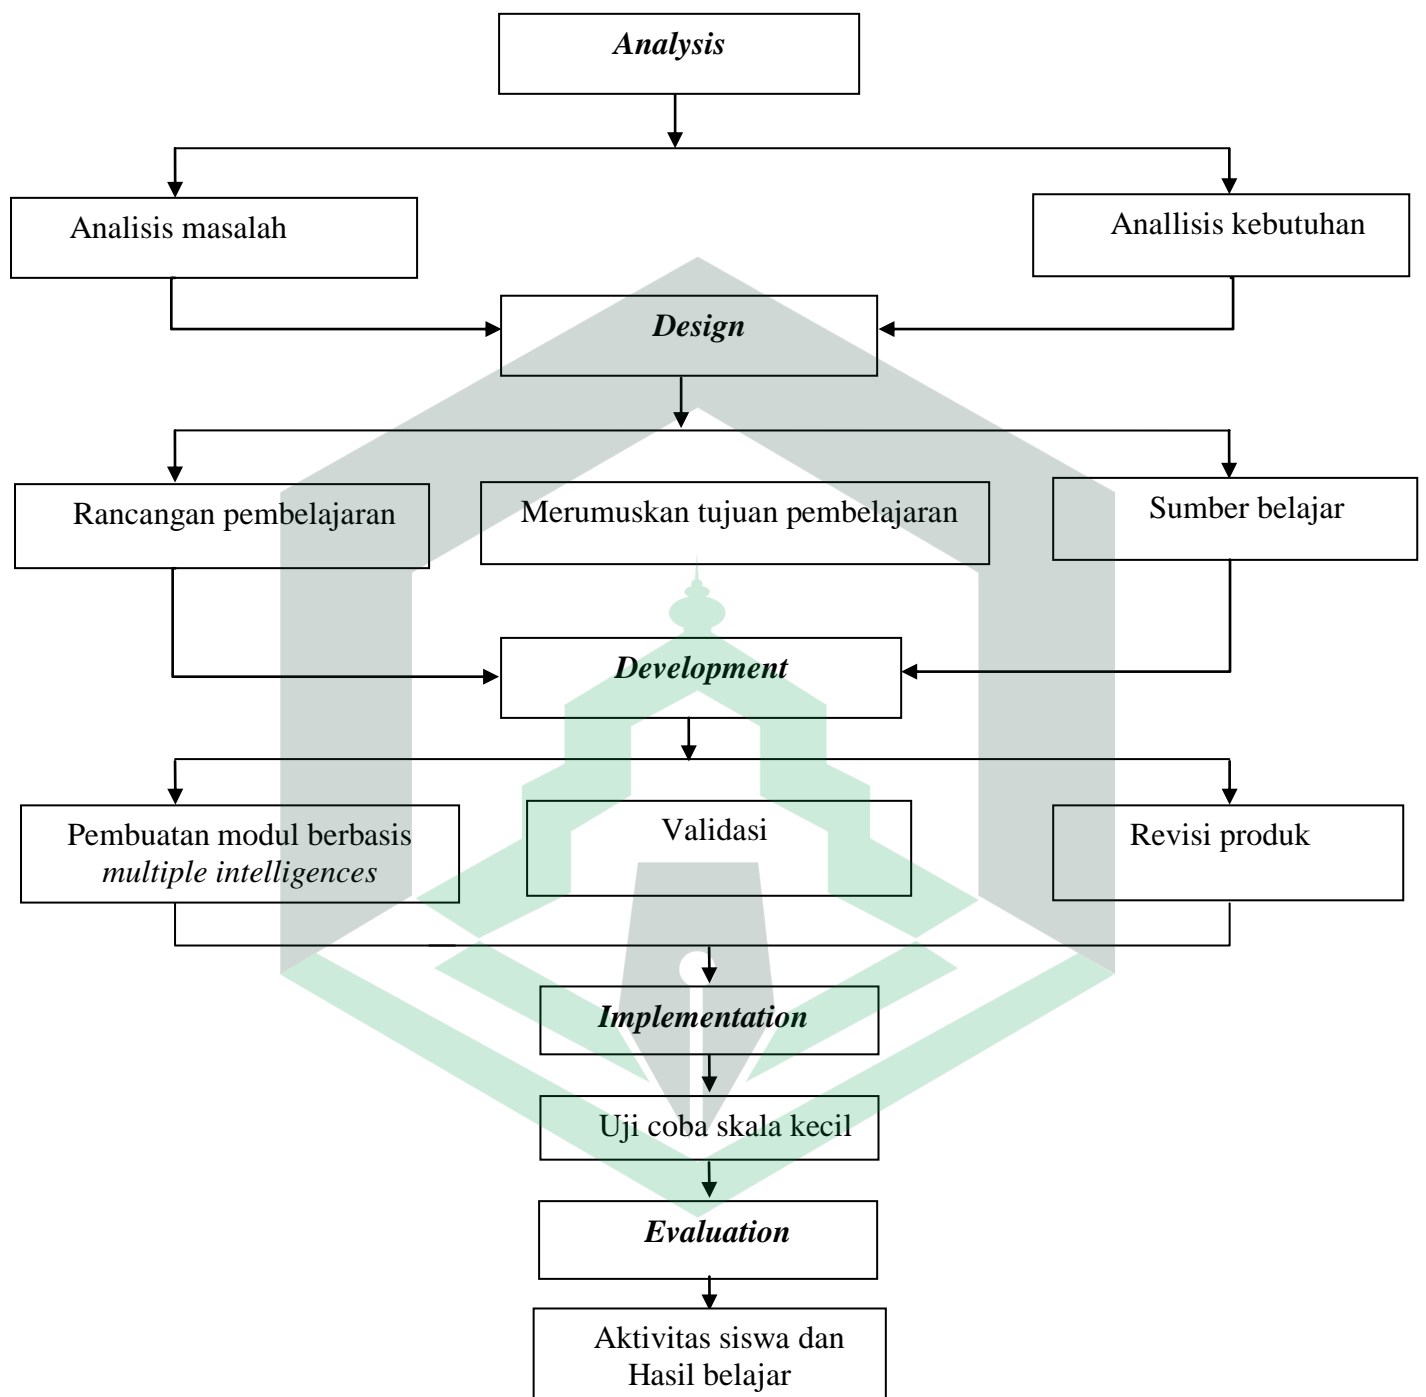 Analysis
Analisis masalah
Anallisis kebutuhan
Design
Rancangan pembelajaran
Merumuskan tujuan pembelajaran
Sumber belajar
Development
Pembuatan modul berbasis
multiple intelligences
Validasi
Revisi produk
Implementation
Uji coba skala kecil
Evaluation
Aktivitas siswa dan
Hasil belajar